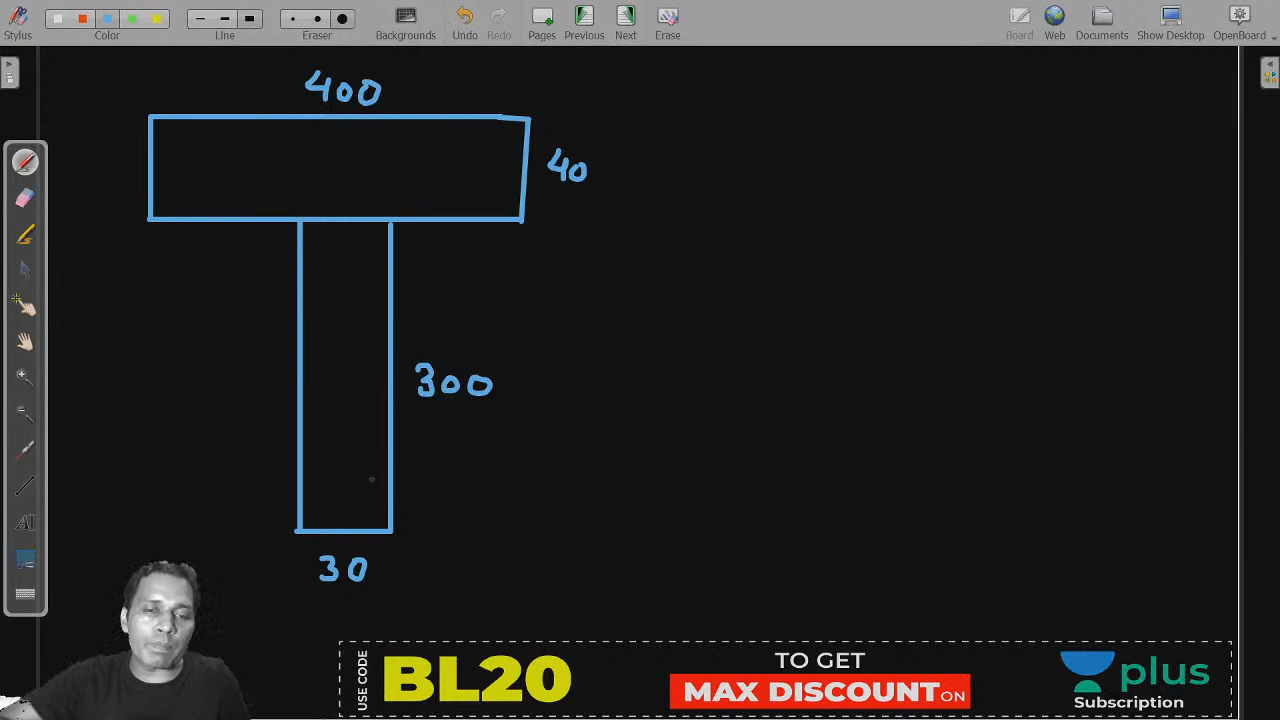 Stylus
Color
Line
Eraser
Backgrounds
Undo
Redo
Pages
Previous
Next
Erase
Board
Web
Documents
Show Desktop
OpenBoard
400
40
300
30
AI
USE CODE
BL20
TO GET
MAX DISCOUNT ON
plus
Subscription